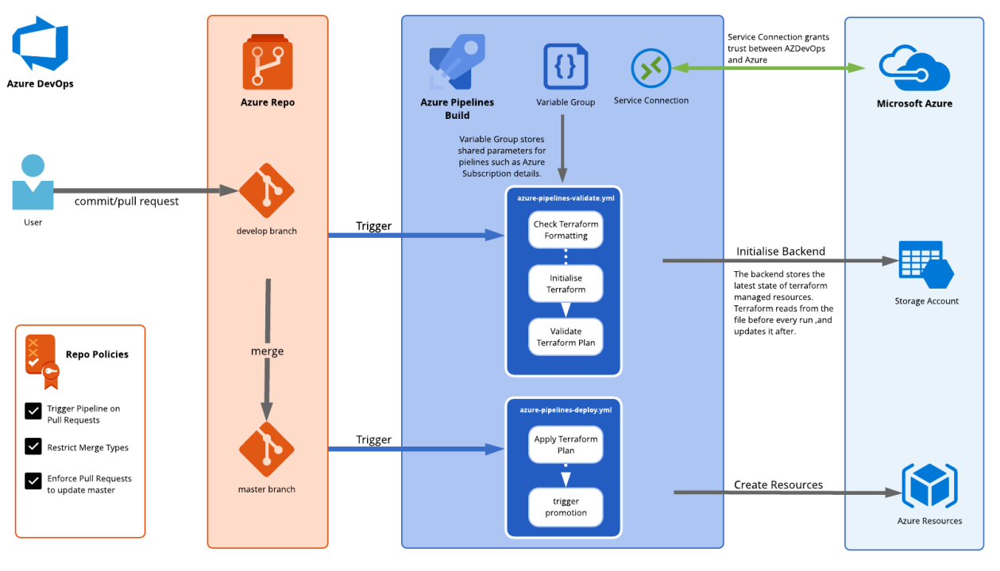 Azure DevOps
User
commit/pull request
Repo Policies
Trigger Pipeline on
Pull Requests
Restrict Merge Types
Enforce Pull Requests
to update master
Azure Repo
develop branch
merge
master branch
Trigger
Trigger
Azure Pipelines
Build
Variable Group
Service Connection
Variable Group stores
shared parameters for
pielines such as Azure
Subscription details.
azure-pipelines-validate.yml
Check Terraform
Formatting
Initialise
Terraform
Validate
Terraform Plan
azure-pipelines-deploy.yml
Apply Terraform
Plan
trigger
promotion
Service Connection grants
trust between AZDevOps
and Azure
Initialise Backend
The backend stores the
latest state of terraform
managed resources.
Terraform reads from the
file before every run ,and
updates it after.
Create Resources
Microsoft Azure
Storage Account
Azure Resources